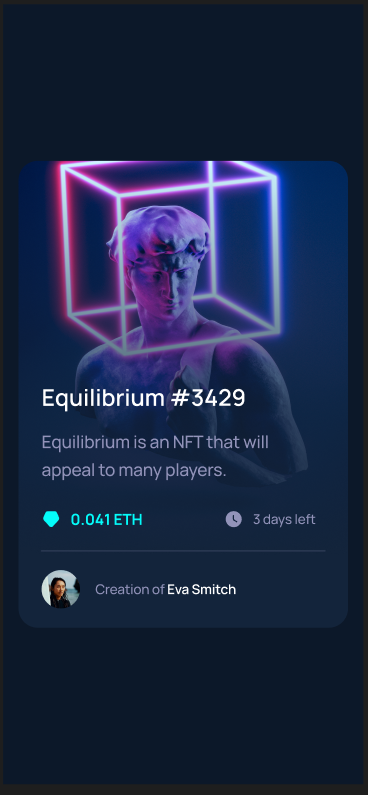 Equilibrium #3429
Equilibrium is an NFT that will
appeal to many players.
0.041 ETH
3 days left
Creation of Eva Smitch